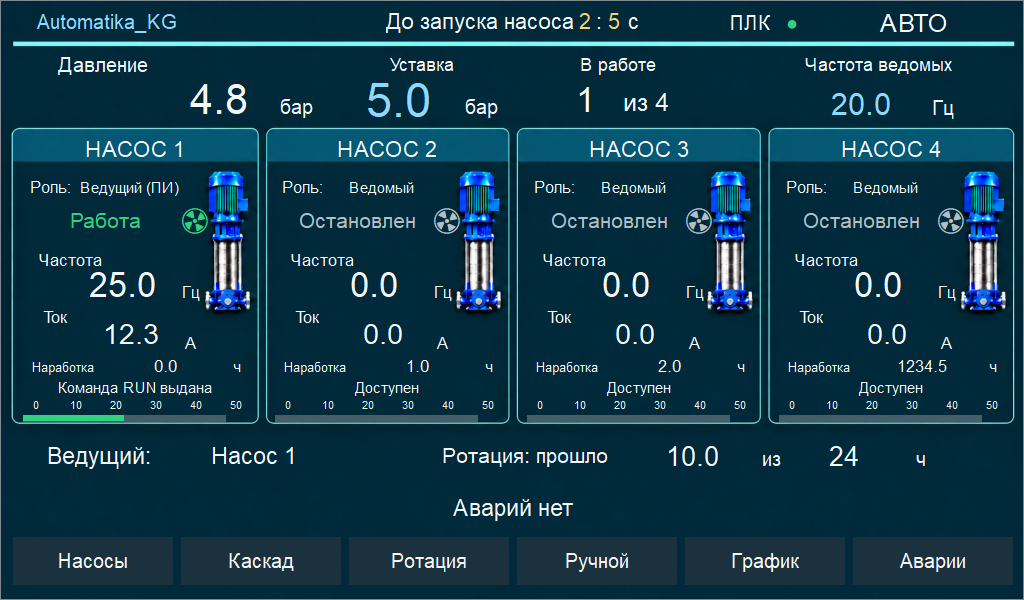 Automatika_KG До запуска насоса 2 : 5 с ПЛК АВТО
Давление Уставка В работе Частота ведомых
4.8 бар 5.0 бар 1 из 4 20.0 Гц
НАСОС 1
Роль: Ведущий (ПИ)
Работа
Частота
25.0 Гц
Ток
12.3 А
Наработка 0.0 ч
Команда RUN выдана
0 10 20 30 40 50
НАСОС 2
Роль: Ведомый
Остановлен
Частота
0.0 Гц
Ток
0.0 А
Наработка 1.0 ч
Доступен
0 10 20 30 40 50
НАСОС 3
Роль: Ведомый
Остановлен
Частота
0.0 Гц
Ток
0.0 А
Наработка 2.0 ч
Доступен
0 10 20 30 40 50
НАСОС 4
Роль: Ведомый
Остановлен
Частота
0.0 Гц
Ток
0.0 А
Наработка 1234.5 ч
Доступен
0 10 20 30 40 50
Ведущий: Насос 1 Ротация: прошло 10.0 из 24 ч
Аварий нет
Насосы Каскад Ротация Ручной График Аварии